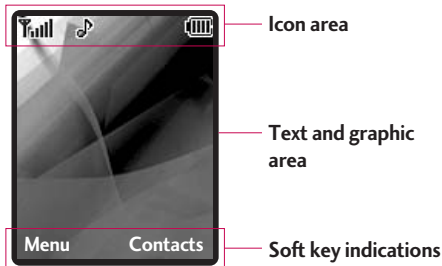 Icon area
Text and graphic
area
Menu Contacts
Soft key indications